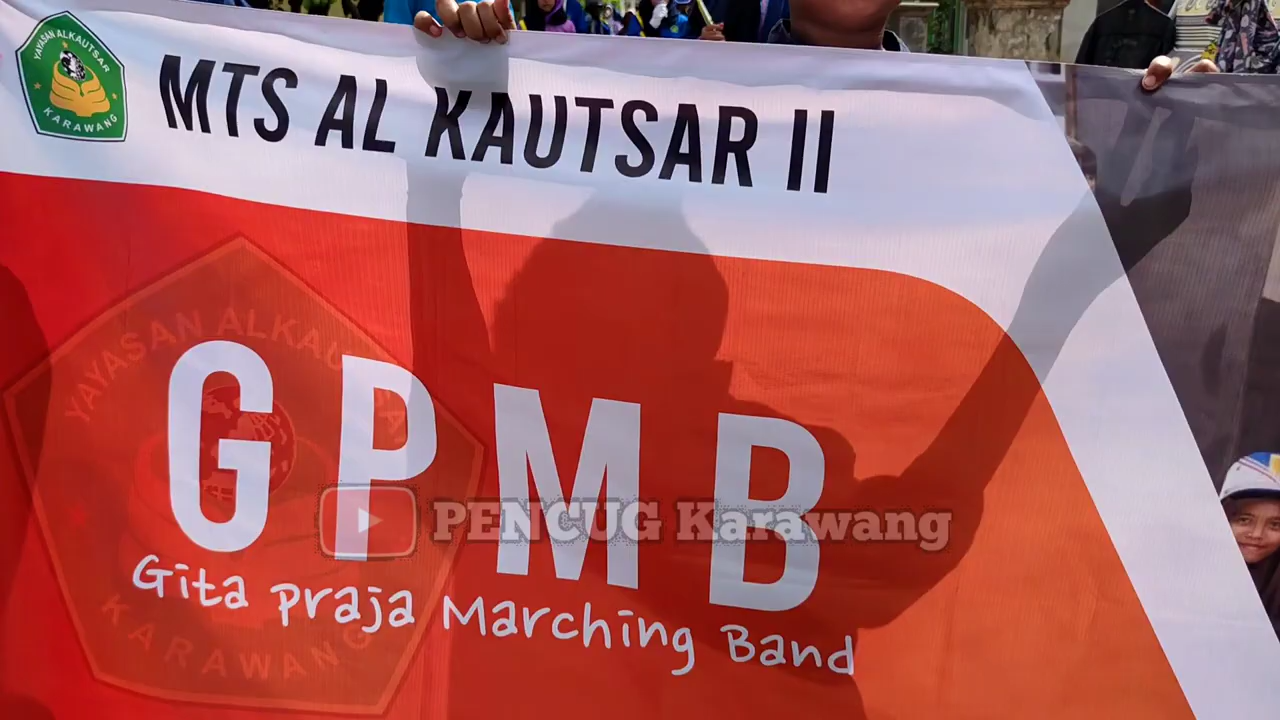 YAYASAN ALKAUTSAR
KARAWANG
MTS AL KAUTSAR II
YAYASAN ALKAUTSAR
GPMB
PENCUG Karawang
Gita Praja Marching Band
KARAWANG